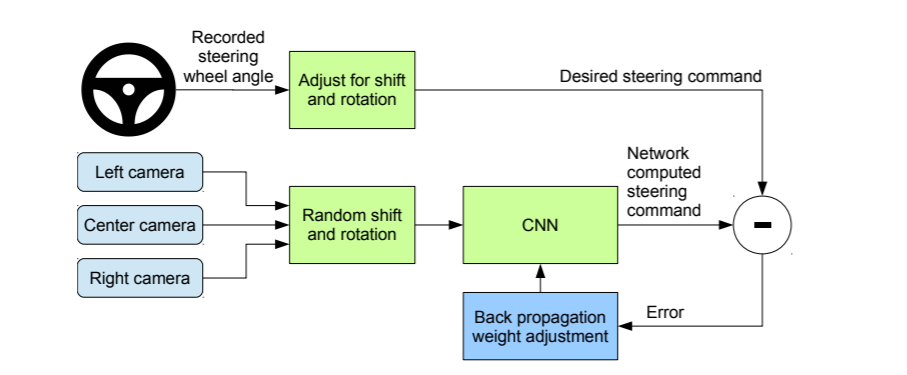 Recorded
steering
wheel angle
Adjust for shift
and rotation
Desired steering command
Left camera
Center camera
Right camera
Random shift
and rotation
CNN
Network
computed
steering
command
-
Back propagation
weight adjustment
Error